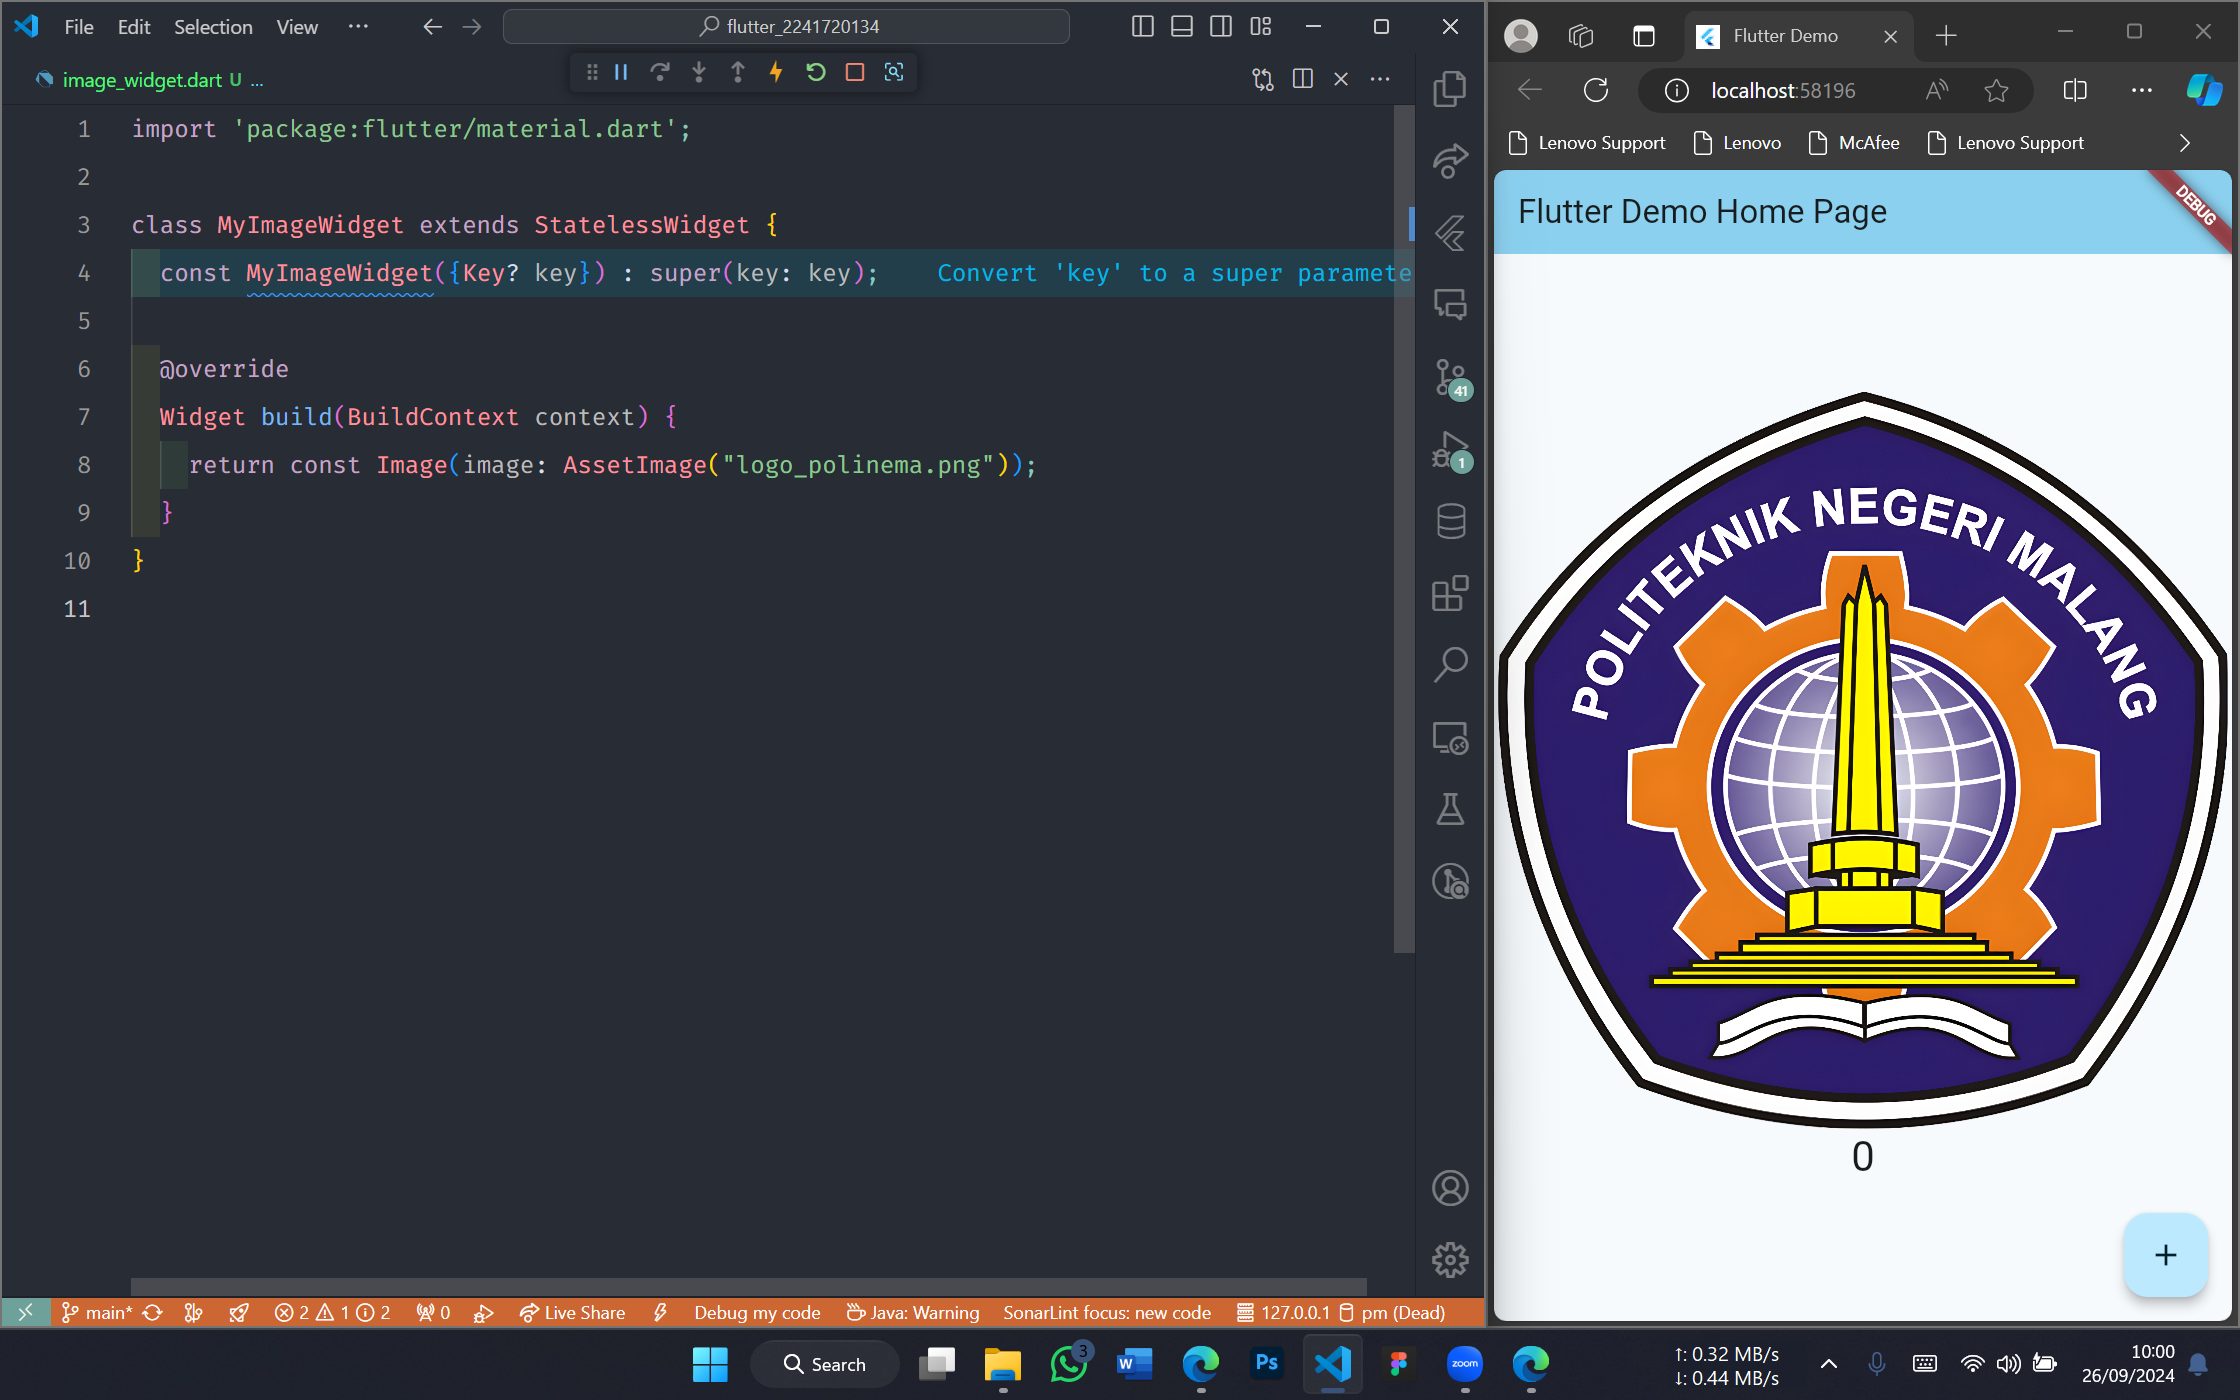 File Edit Selection View ...
flutter_2241720134
image_widget.dart U ...
1 import 'package:flutter/material.dart';
2
3 class MyImageWidget extends StatelessWidget {
4 const MyImageWidget({Key? key}) : super(key: key); Convert 'key' to a super paramete
5
6 @override
7 Widget build(BuildContext context) {
8 return const Image(image: AssetImage("logo_polinema.png"));
9 }
10 }
11
41
1
main* 2 1 2 0 Live Share Debug my code Java: Warning SonarLint focus: new code 127.0.0.1 pm (Dead)
Flutter Demo
localhost:58196
Lenovo Support Lenovo McAfee Lenovo Support
Flutter Demo Home Page
DEBUG
POLITEKNIK NEGERI MALANG
0
+
Search
3
W
Ps
zoom
↑: 0.32 MB/s
↓: 0.44 MB/s
10:00
26/09/2024